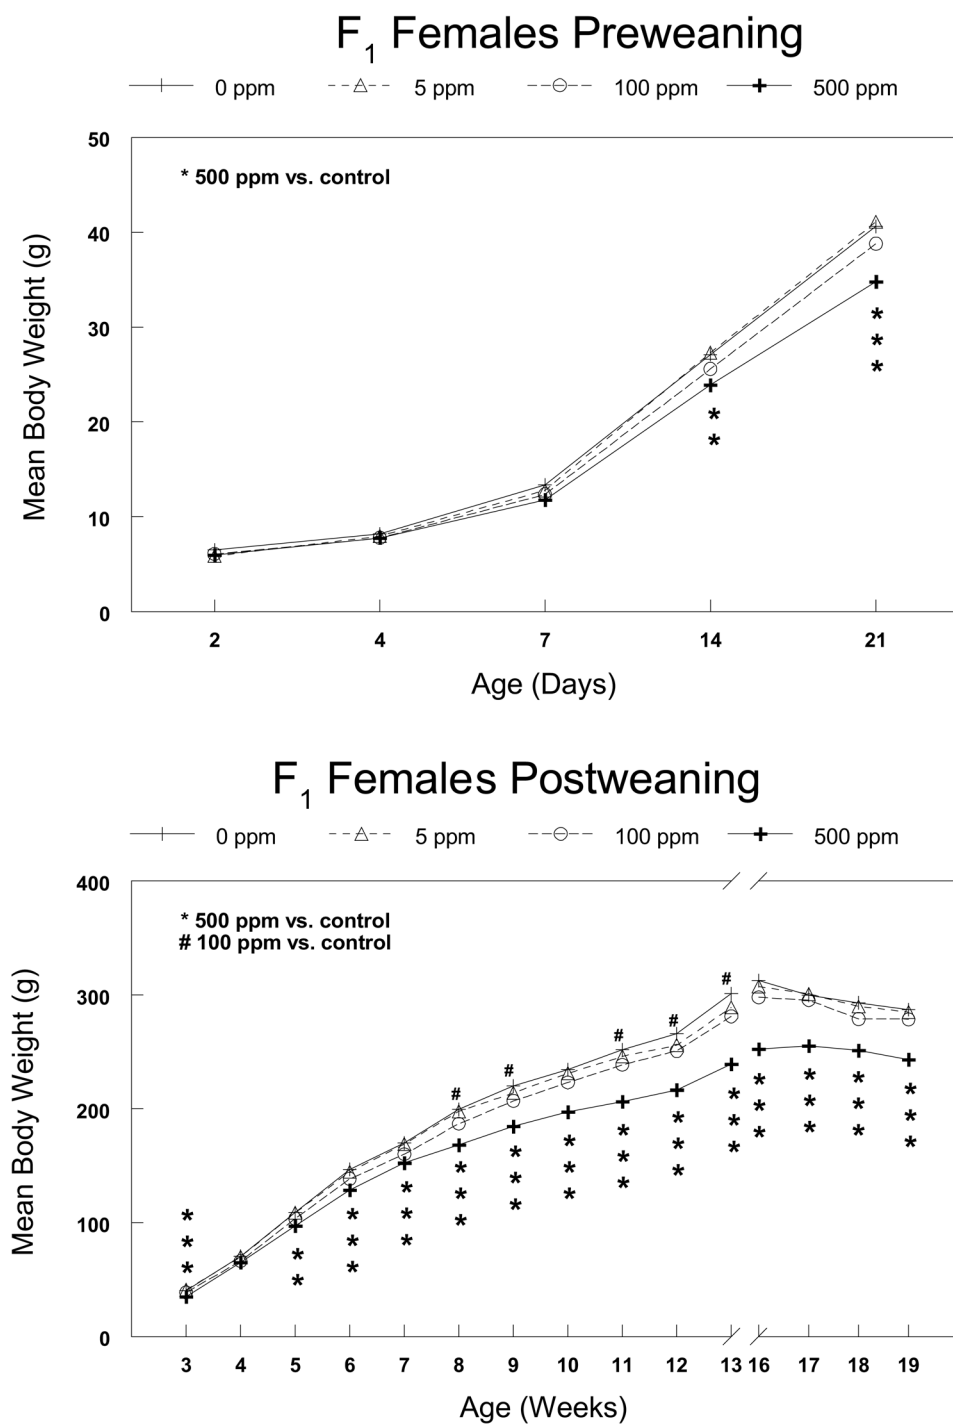 F1 Females Preweaning
0 ppm 5 ppm 100 ppm 500 ppm
50
* 500 ppm vs. control
40
30
20
10
0
Mean Body Weight (g)
* * *
* *
2 4 7 14 21
Age (Days)
F1 Females Postweaning
0 ppm 5 ppm 100 ppm 500 ppm
400
* 500 ppm vs. control
# 100 ppm vs. control
300
200
100
0
Mean Body Weight (g)
# # # # #
* * *
* *
* * *
* * *
* * *
* * *
* * *
* * *
* * *
* * *
* * *
* * *
* * *
* * *
3 4 5 6 7 8 9 10 11 12 13 16 17 18 19
Age (Weeks)